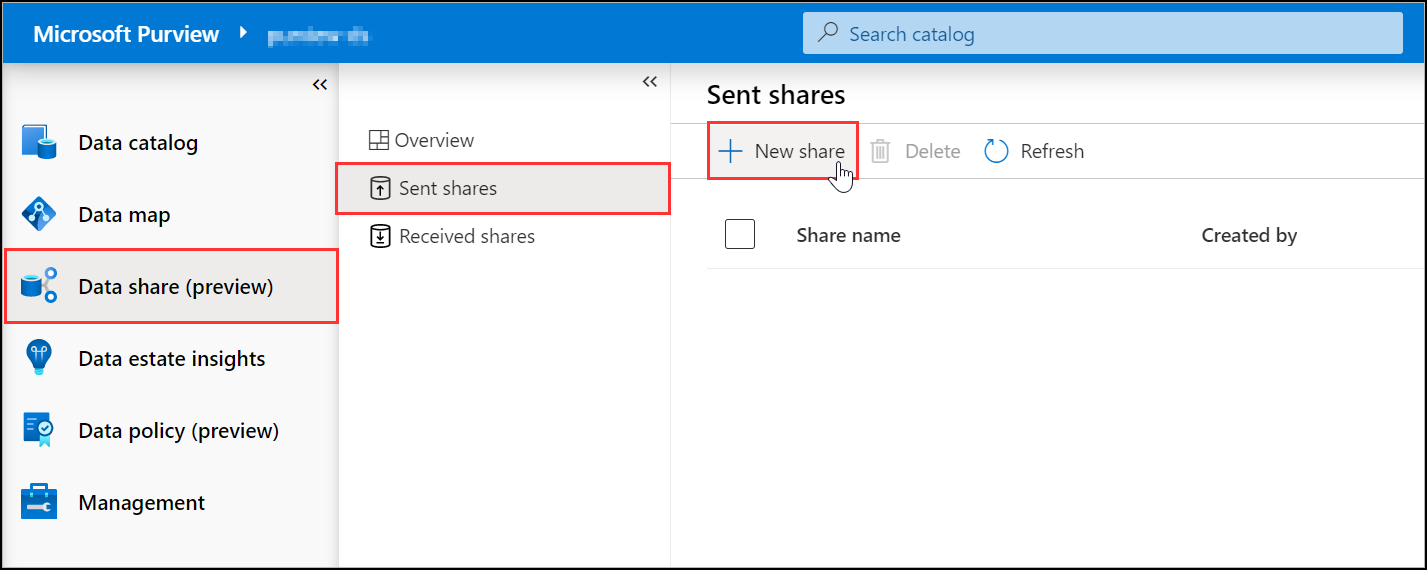 Microsoft Purview
Search catalog
Data catalog
Data map
Data share (preview)
Data estate insights
Data policy (preview)
Management
Overview
Sent shares
Received shares
Sent shares
New share
Delete
Refresh
Share name
Created by